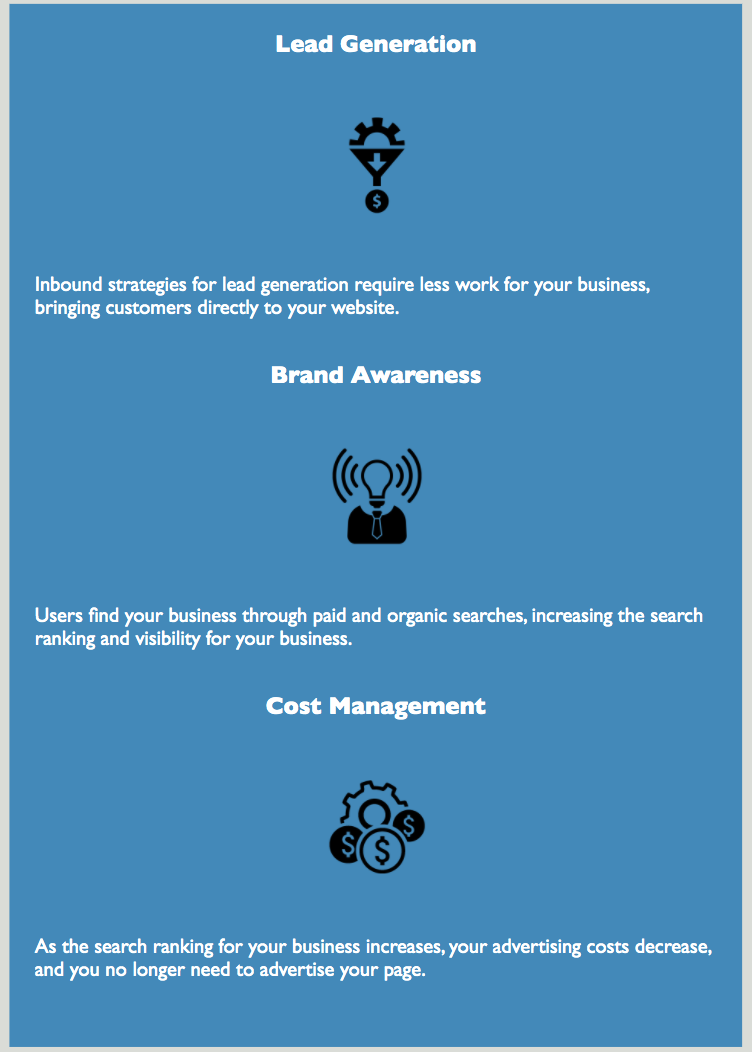 Lead Generation
$
Inbound strategies for lead generation require less work for your business,
bringing customers directly to your website.
Brand Awareness
Users find your business through paid and organic searches, increasing the search
ranking and visibility for your business.
Cost Management
$ $ $
As the search ranking for your business increases, your advertising costs decrease,
and you no longer need to advertise your page.